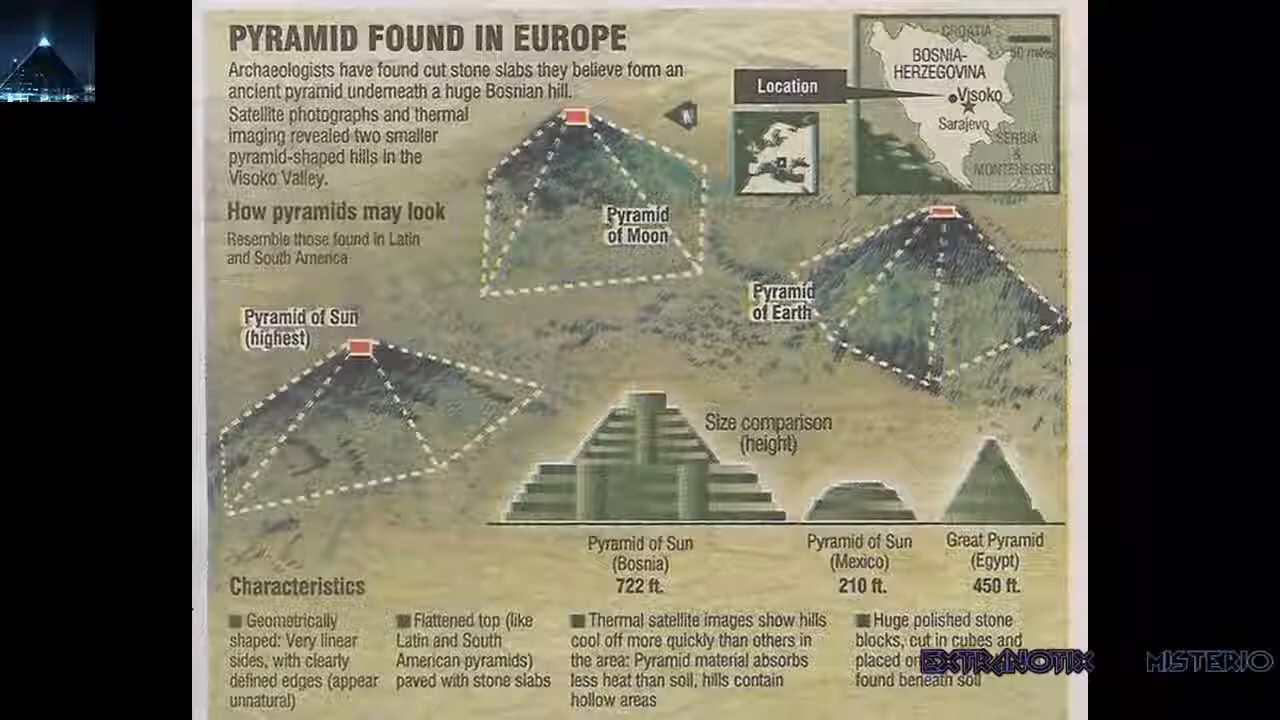 PYRAMID FOUND IN EUROPE
Archaeologists have found cut stone slabs they believe form an
ancient pyramid underneath a huge Bosnian hill.
Satellite photographs and thermal
imaging revealed two smaller
pyramid-shaped hills in the
Visoko Valley.
How pyramids may look
Resemble those found in Latin
and South America
N
Location
CROATIA
50 miles
BOSNIA-
HERZEGOVINA
Visoko
Sarajevo
SERBIA
&
MONTENEGRO
Pyramid
of Moon
Pyramid
of Earth
Pyramid of Sun
(highest)
Size comparison
(height)
Pyramid of Sun
(Bosnia)
722 ft.
Pyramid of Sun
(Mexico)
210 ft.
Great Pyramid
(Egypt)
450 ft.
Characteristics
Geometrically
shaped: Very linear
sides, with clearly
defined edges (appear
unnatural)
Flattened top (like
Latin and South
American pyramids)
paved with stone slabs
Thermal satellite images show hills
cool off more quickly than others in
the area: Pyramid material absorbs
less heat than soil, hills contain
hollow areas
Huge polished stone
blocks, cut in cubes and
placed
found beneath soil
EXTRANOTIX MISTERIO